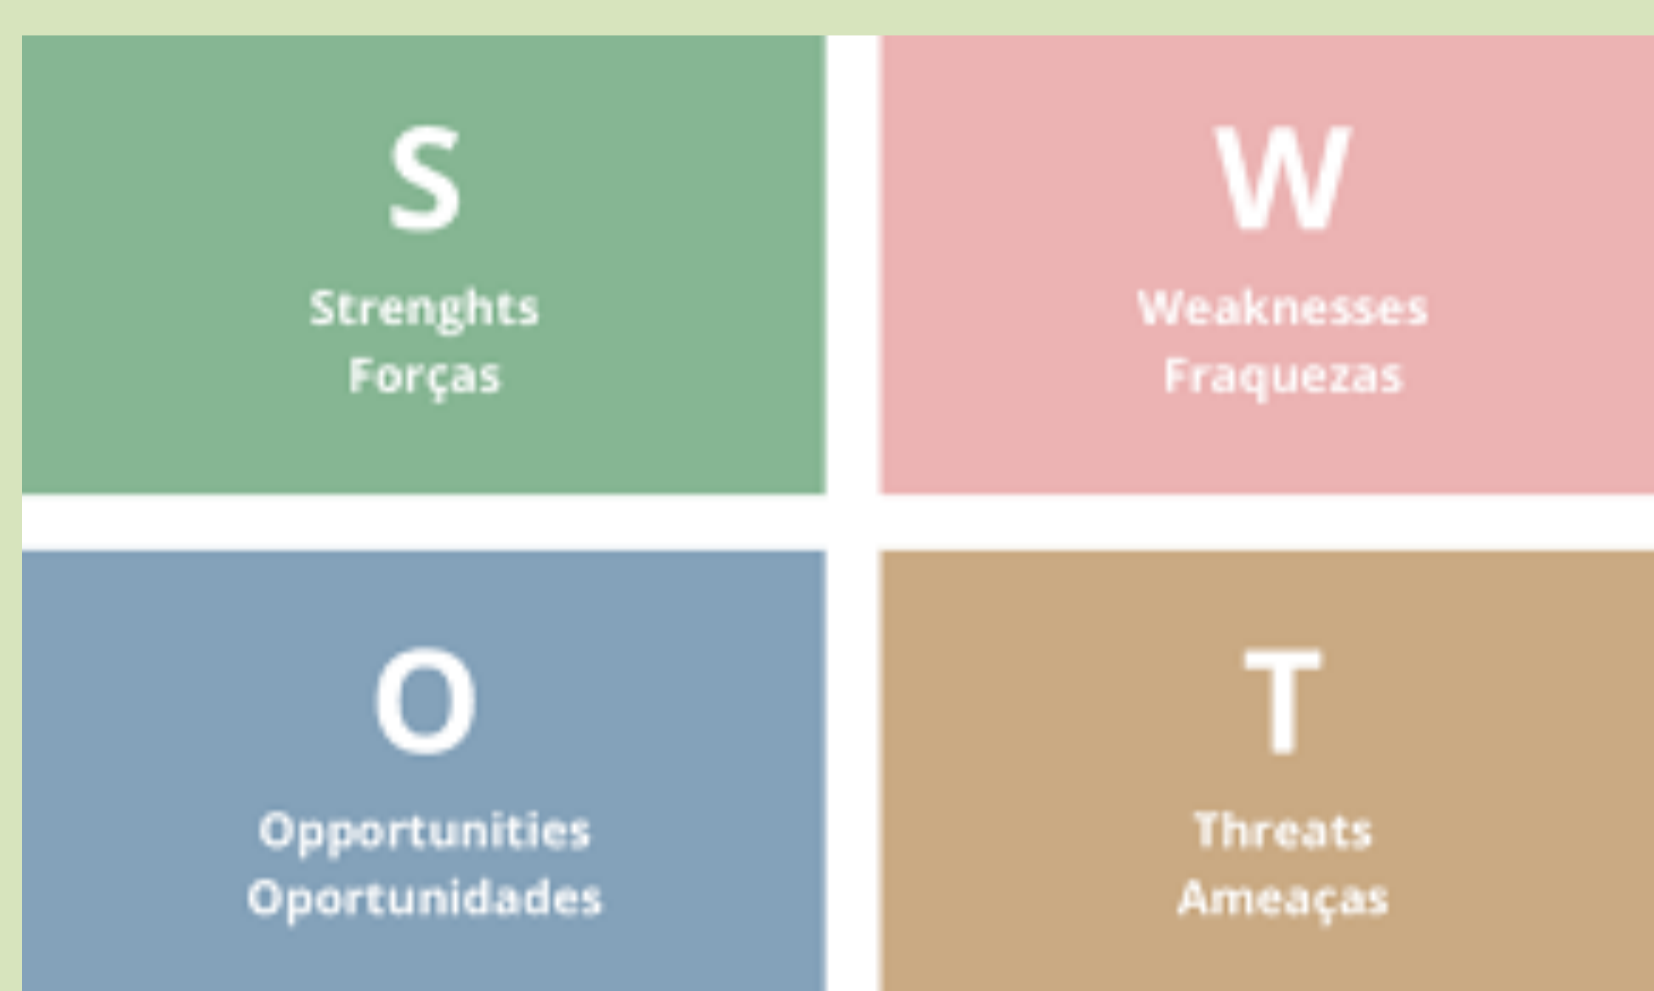 S
Strenghts
Forças
W
Weaknesses
Fraquezas
O
Opportunities
Oportunidades
T
Threats
Ameaças